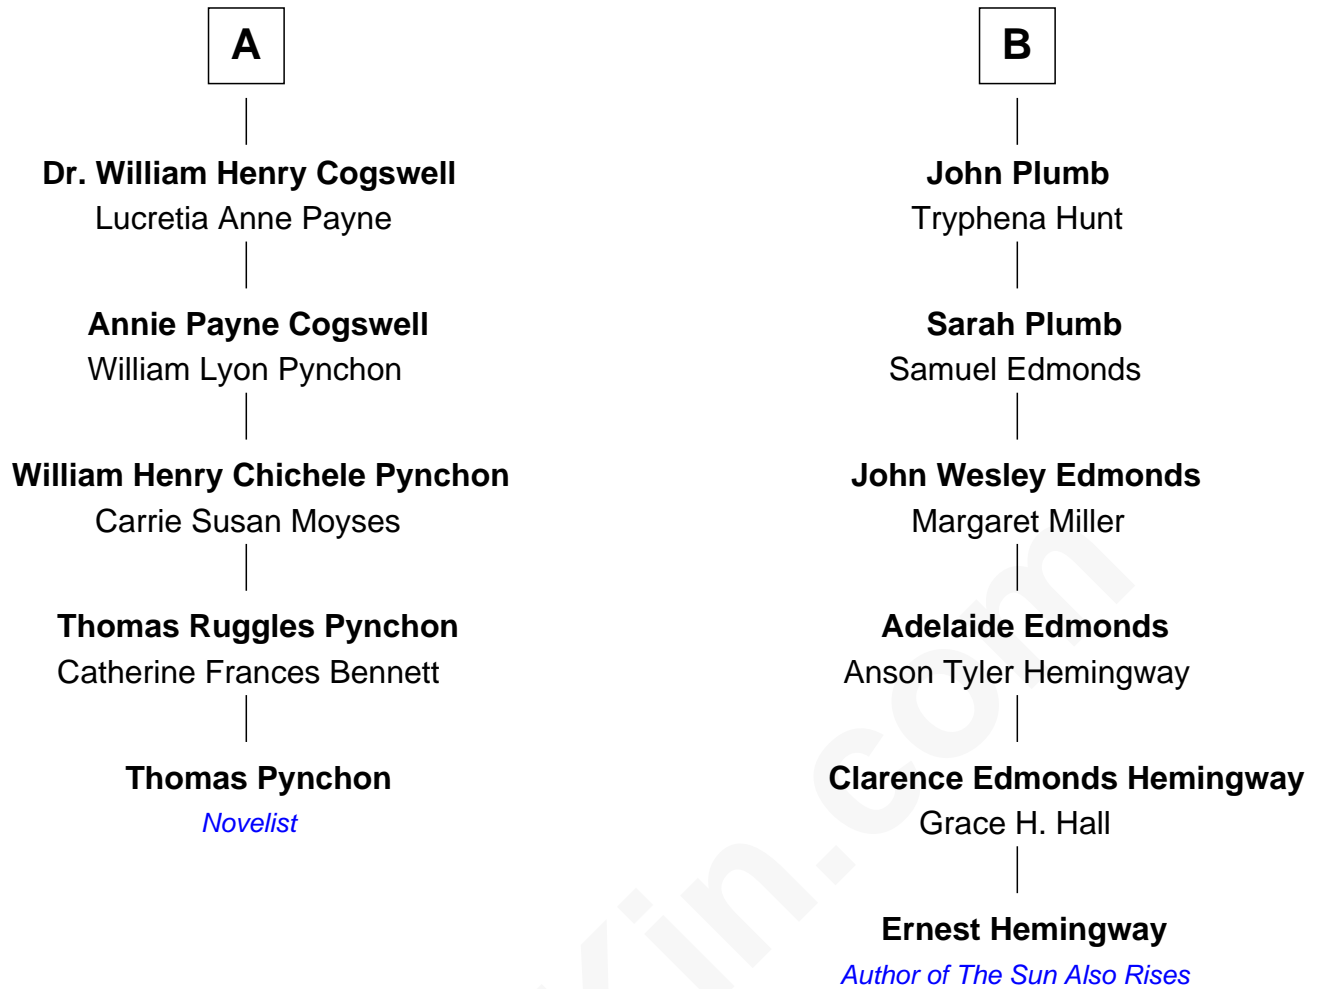 A
Dr. William Henry Cogswell
Lucretia Anne Payne
Annie Payne Cogswell
William Lyon Pynchon
William Henry Chichele Pynchon
Carrie Susan Moyses
Thomas Ruggles Pynchon
Catherine Frances Bennett
Thomas Pynchon
Novelist
B
John Plumb
Tryphena Hunt
Sarah Plumb
Samuel Edmonds
John Wesley Edmonds
Margaret Miller
Adelaide Edmonds
Anson Tyler Hemingway
Clarence Edmonds Hemingway
Grace H. Hall
Ernest Hemingway
Author of The Sun Also Rises
Kin.com